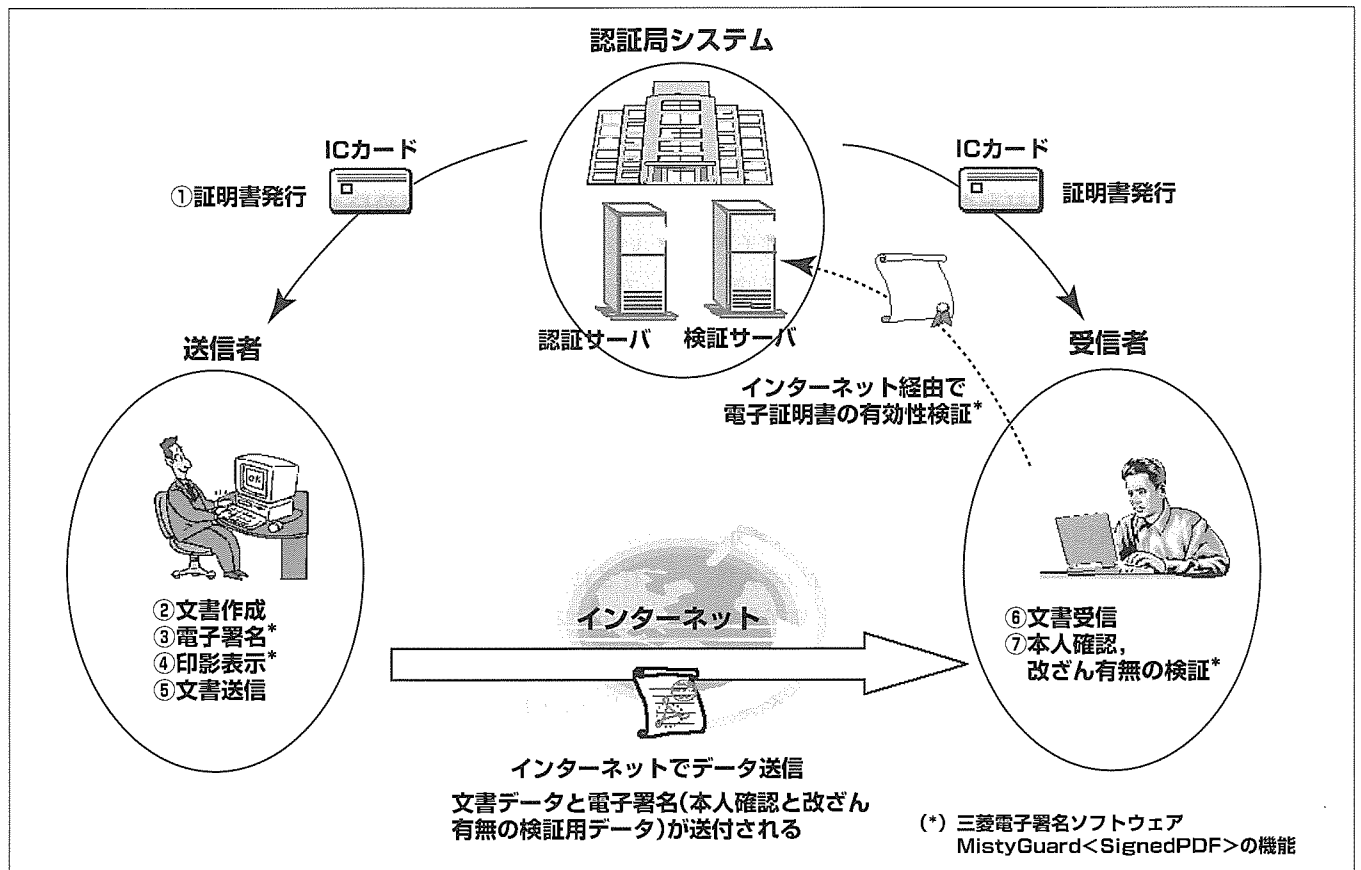 認証局システム
ICカード
①証明書発行
ICカード
証明書発行
認証サーバ
検証サーバ
送信者
受信者
インターネット経由で
電子証明書の有効性検証*
ok
②文書作成
③電子署名*
④印影表示*
⑤文書送信
インターネット
⑥文書受信
⑦本人確認，
改ざん有無の検証*
インターネットでデータ送信
文書データと電子署名(本人確認と改ざん
有無の検証用データ)が送付される
(*) 三菱電子署名ソフトウェア
MistyGuard<SignedPDF>の機能